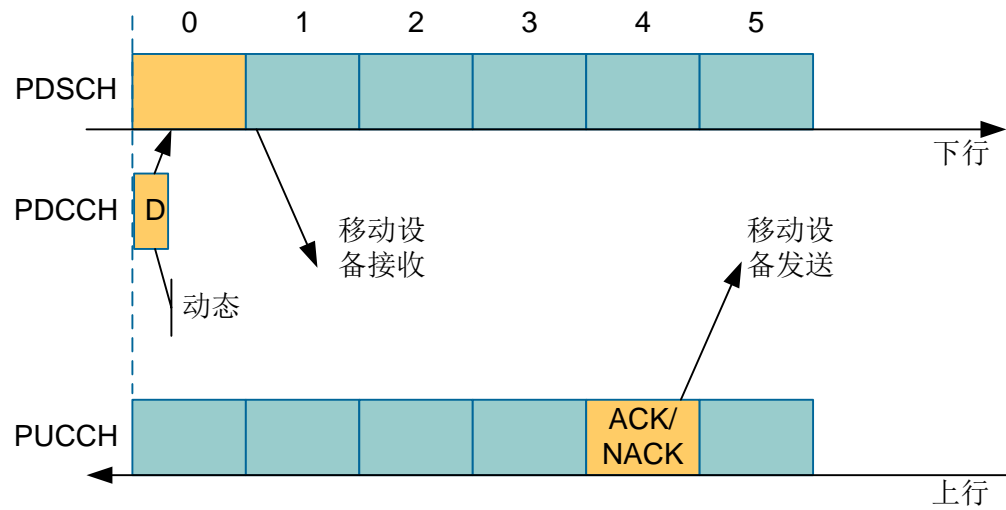 0 1 2 3 4 5
PDSCH
下行
PDCCH D
移动设
备接收
移动设
备发送
动态
PUCCH
ACK/
NACK
上行